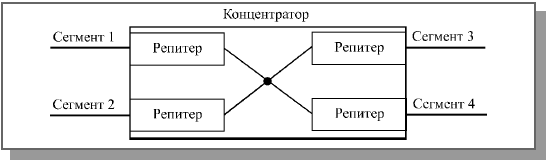 Концентратор
Сегмент 1
Репитер
Репитер
Сегмент 3
Сегмент 2
Репитер
Репитер
Сегмент 4